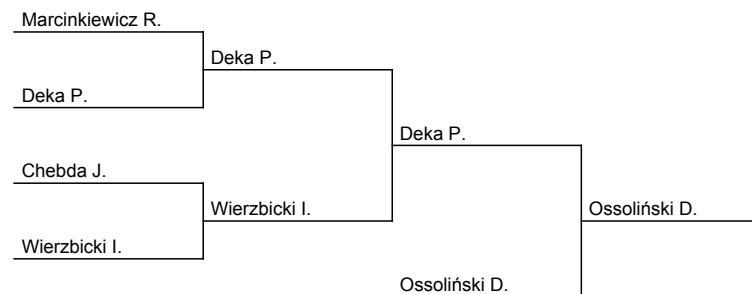 Marcinkiewicz R.
Deka P.
Deka P.
Deka P.
Chebda J.
Wierzbicki I.
Ossoliński D.
Wierzbicki I.
Ossoliński D.